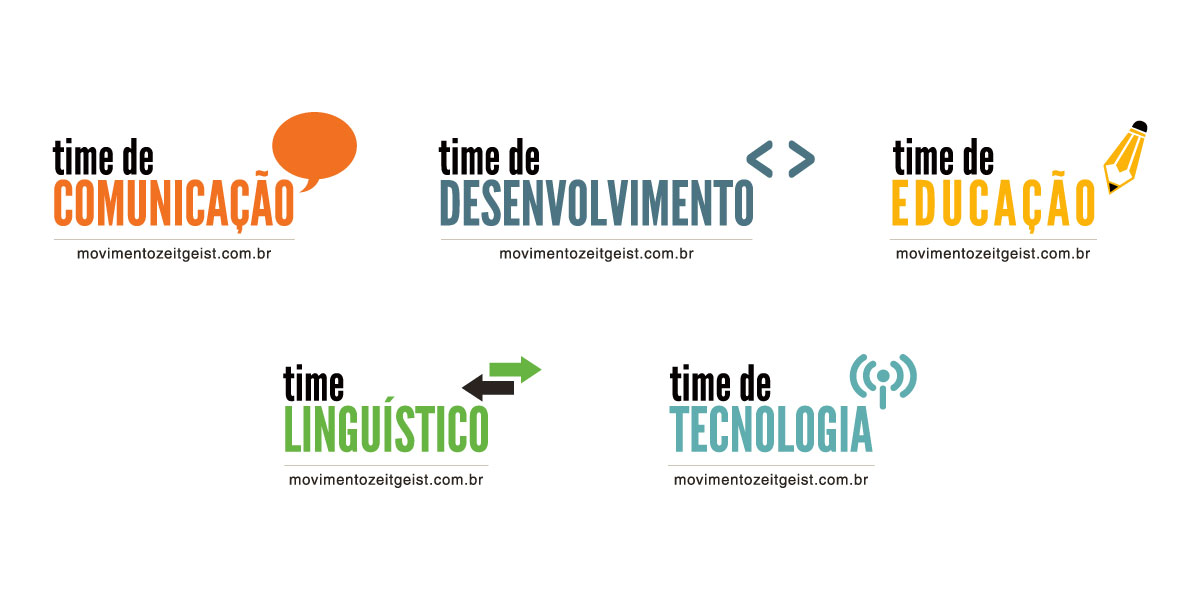 time de
COMUNICAÇÃO
movimentozeitgeist.com.br
time de
DESENVOLVIMENTO
movimentozeitgeist.com.br
time de
EDUCAÇÃO
movimentozeitgeist.com.br
time
LINGUÍSTICO
movimentozeitgeist.com.br
time de
TECNOLOGIA
movimentozeitgeist.com.br